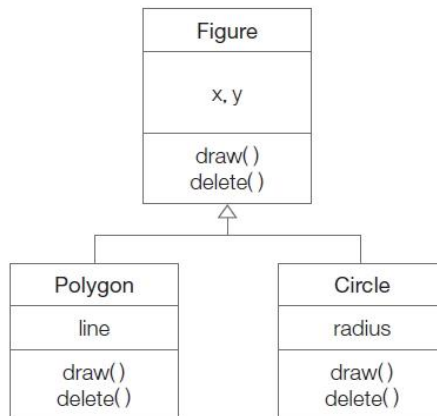 Figure
x, y
draw( )
delete( )
Polygon
line
draw( )
delete( )
Circle
radius
draw( )
delete( )